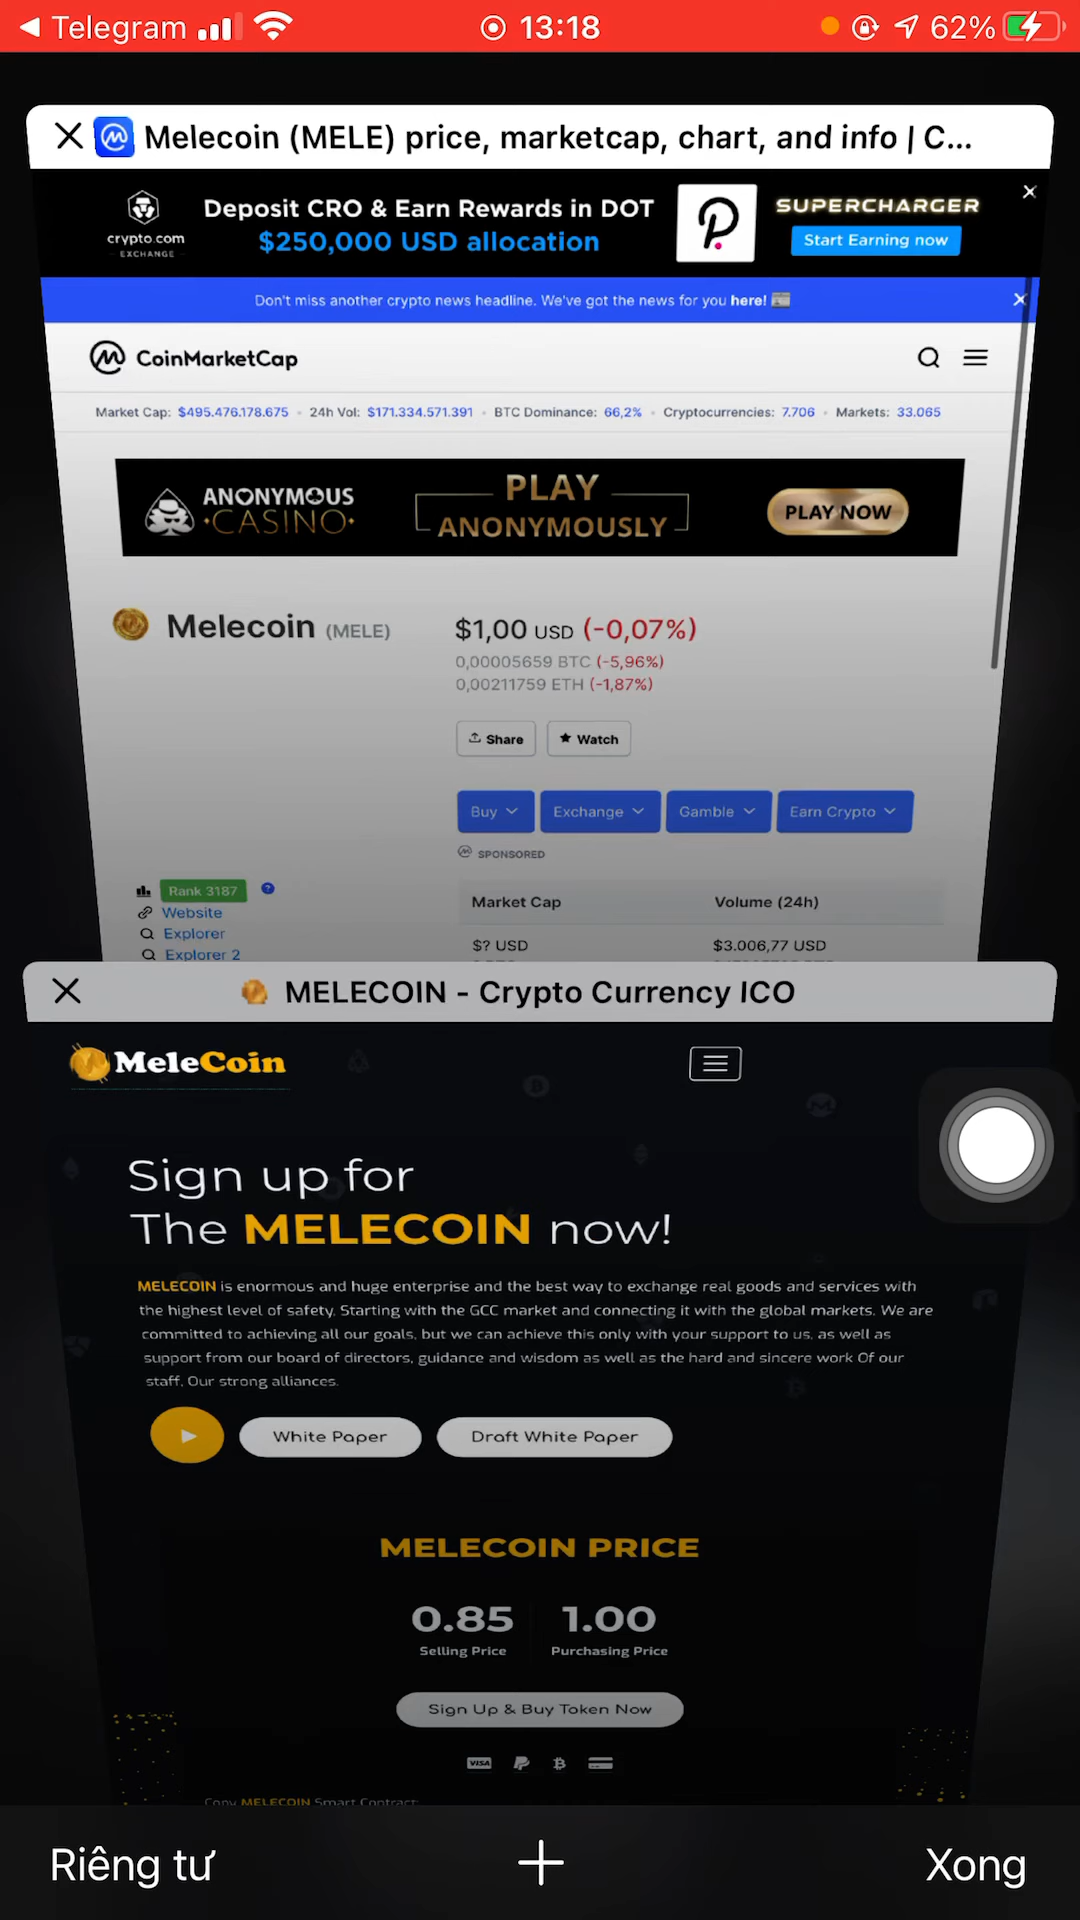 Telegram 13:18 62%
Melecoin (MELE) price, marketcap, chart, and info | C...
crypto.com
EXCHANGE
Deposit CRO & Earn Rewards in DOT
$250,000 USD allocation
SUPERCHARGER
Start Earning now
Don't miss another crypto news headline. We've got the news for you here!
CoinMarketCap
Market Cap: $495.476.178.675 • 24h Vol: $171.334.571.391 • BTC Dominance: 66,2% • Cryptocurrencies: 7.706 • Markets: 33.065
ANONYMOUS
CASINO
PLAY
ANONYMOUSLY
PLAY NOW
Melecoin (MELE)
$1,00 USD (-0,07%)
0,00005659 BTC (-5,96%)
0,00211759 ETH (-1,87%)
Share Watch
Buy Exchange Gamble Earn Crypto
SPONSORED
Rank 3187
Website
Explorer
Explorer 2
Market Cap Volume (24h)
$? USD $3.006,77 USD
MELECOIN - Crypto Currency ICO
MeleCoin
Sign up for
The MELECOIN now!
MELECOIN is enormous and huge enterprise and the best way to exchange real goods and services with
the highest level of safety. Starting with the GCC market and connecting it with the global markets. We are
committed to achieving all our goals, but we can achieve this only with your support to us, as well as
support from our board of directors, guidance and wisdom as well as the hard and sincere work Of our
staff, Our strong alliances.
White Paper Draft White Paper
MELECOIN PRICE
0.85 1.00
Selling Price Purchasing Price
Sign Up & Buy Token Now
VISA
Copy MELECOIN Smart Contract:
Riêng tư Xong